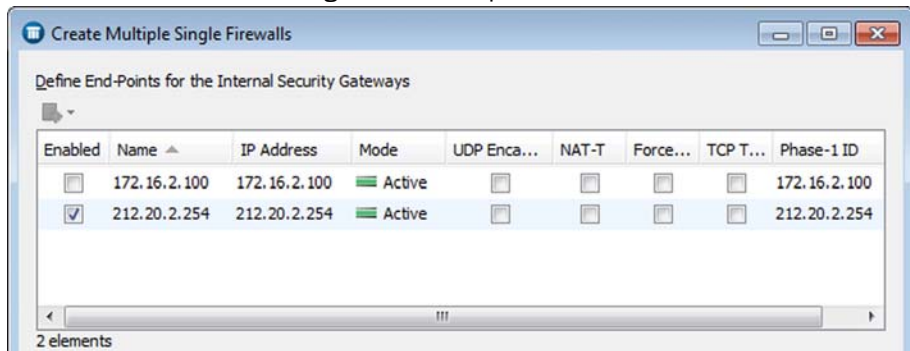 Create Multiple Single Firewalls
Define End-Points for the Internal Security Gateways
Enabled Name IP Address Mode UDP Enca... NAT-T Force... TCP T... Phase-1 ID
172.16.2.100 172.16.2.100 Active 172.16.2.100
212.20.2.254 212.20.2.254 Active 212.20.2.254
2 elements